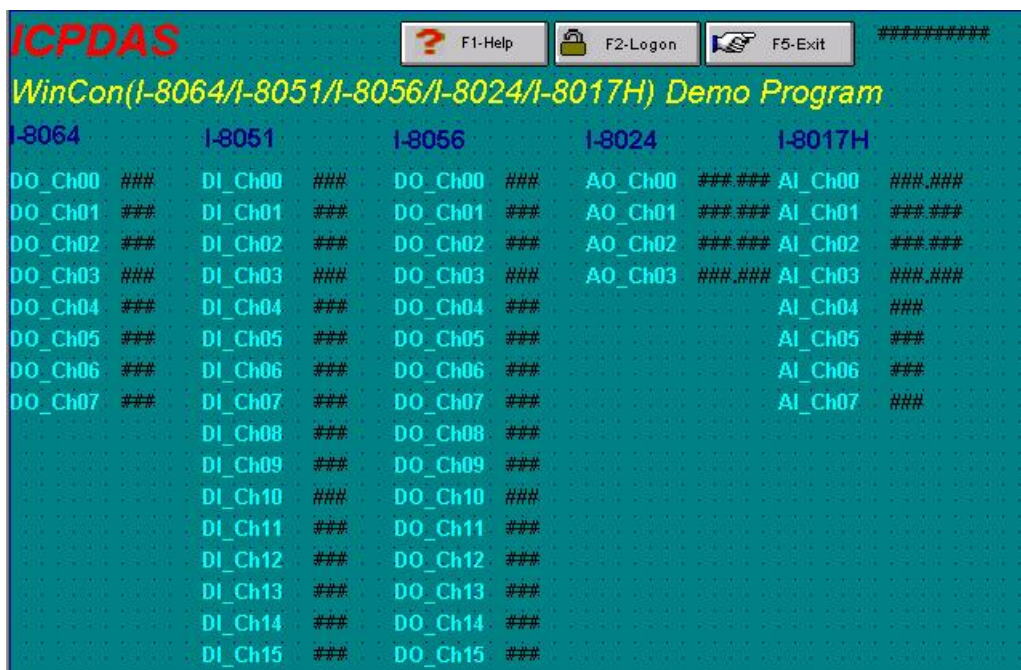 ICPDAS F1-Help F2-Logon F5-Exit ##########
WinCon(I-8064/I-8051/I-8056/I-8024/I-8017H) Demo Program
I-8064 I-8051 I-8056 I-8024 I-8017H
DO_Ch00 ### DI_Ch00 ### DO_Ch00 ### AO_Ch00 ###.### AI_Ch00 ###.###
DO_Ch01 ### DI_Ch01 ### DO_Ch01 ### AO_Ch01 ###.### AI_Ch01 ###.###
DO_Ch02 ### DI_Ch02 ### DO_Ch02 ### AO_Ch02 ###.### AI_Ch02 ###.###
DO_Ch03 ### DI_Ch03 ### DO_Ch03 ### AO_Ch03 ###.### AI_Ch03 ###.###
DO_Ch04 ### DI_Ch04 ### DO_Ch04 ### AI_Ch04 ###
DO_Ch05 ### DI_Ch05 ### DO_Ch05 ### AI_Ch05 ###
DO_Ch06 ### DI_Ch06 ### DO_Ch06 ### AI_Ch06 ###
DO_Ch07 ### DI_Ch07 ### DO_Ch07 ### AI_Ch07 ###
DI_Ch08 ### DO_Ch08 ###
DI_Ch09 ### DO_Ch09 ###
DI_Ch10 ### DO_Ch10 ###
DI_Ch11 ### DO_Ch11 ###
DI_Ch12 ### DO_Ch12 ###
DI_Ch13 ### DO_Ch13 ###
DI_Ch14 ### DO_Ch14 ###
DI_Ch15 ### DO_Ch15 ###